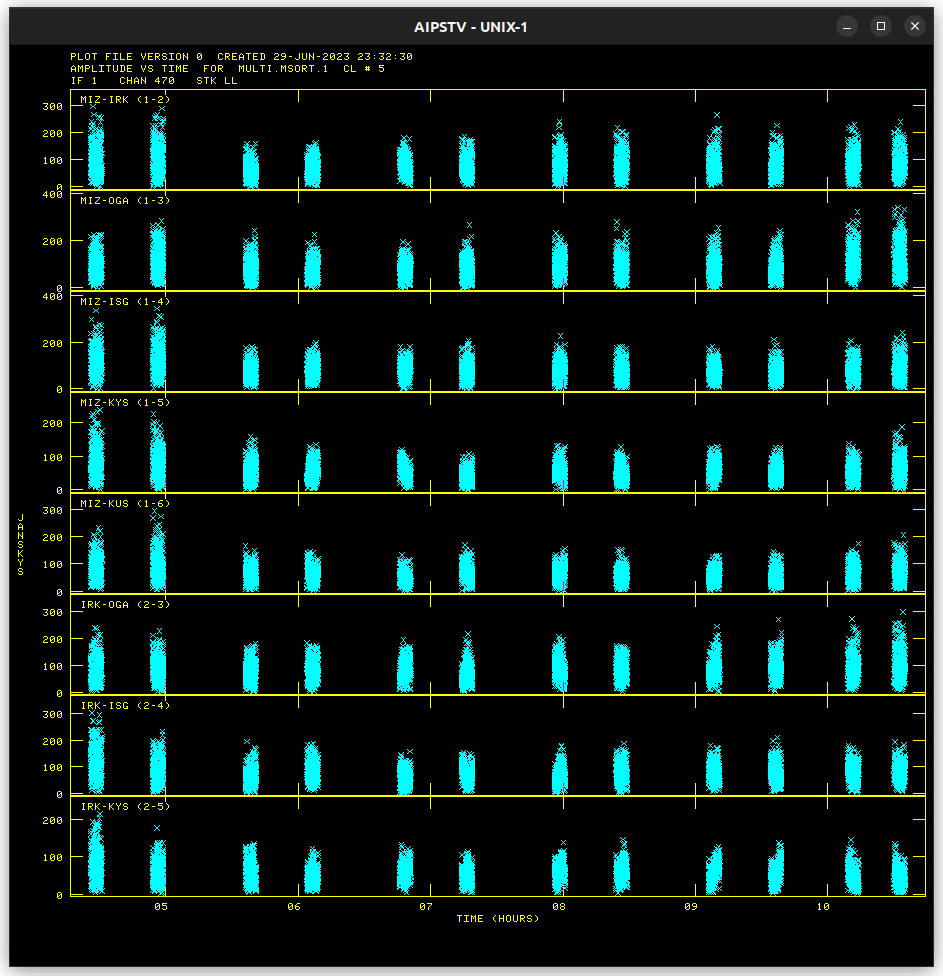 AIPSTV - UNIX-1
PLOT FILE VERSION 0  CREATED 29-JUN-2023 23:32:30
AMPLITUDE VS TIME  FOR  MULTI.MSORT.1  CL # 5
IF 1   CHAN 470   STK LL
MIZ-IRK (1-2)
300
200
100
0
MIZ-OGA (1-3)
400
200
0
MIZ-ISG (1-4)
400
200
0
MIZ-KYS (1-5)
200
100
0
MIZ-KUS (1-6)
300
200
100
0
JANSKYS
IRK-OGA (2-3)
300
200
100
0
IRK-ISG (2-4)
300
200
100
0
IRK-KYS (2-5)
200
100
0
05 06 07 08 09 10
TIME (HOURS)